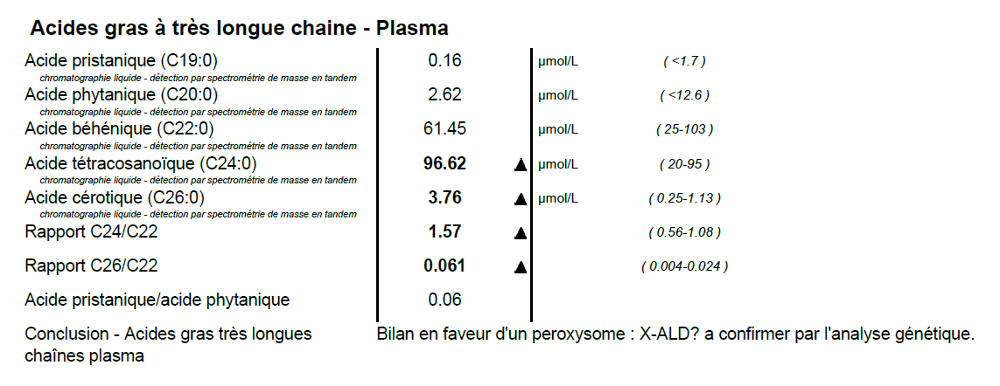 Acides gras à très longue chaine - Plasma
Acide pristanique (C19:0) 0.16 µmol/L ( <1.7 )
chromatographie liquide - détection par spectrométrie de masse en tandem
Acide phytanique (C20:0) 2.62 µmol/L ( <12.6 )
chromatographie liquide - détection par spectrométrie de masse en tandem
Acide béhénique (C22:0) 61.45 µmol/L ( 25-103 )
chromatographie liquide - détection par spectrométrie de masse en tandem
Acide tétracosanoïque (C24:0) 96.62 ▲ µmol/L ( 20-95 )
chromatographie liquide - détection par spectrométrie de masse en tandem
Acide cérotique (C26:0) 3.76 ▲ µmol/L ( 0.25-1.13 )
chromatographie liquide - détection par spectrométrie de masse en tandem
Rapport C24/C22 1.57 ▲ ( 0.56-1.08 )
Rapport C26/C22 0.061 ▲ ( 0.004-0.024 )
Acide pristanique/acide phytanique 0.06
Conclusion - Acides gras très longues Bilan en faveur d'un peroxysome : X-ALD? a confirmer par l'analyse génétique.
chaînes plasma